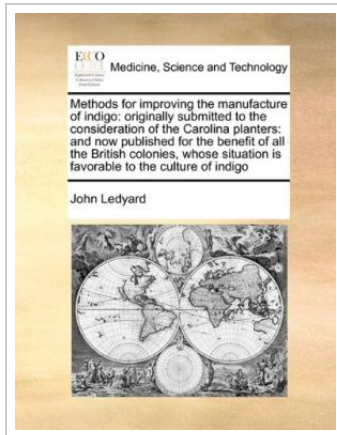 ECCO
Medicine, Science and Technology
Methods for improving the manufacture
of indigo: originally submitted to the
consideration of the Carolina planters:
and now published for the benefit of all
the British colonies, whose situation is
favorable to the culture of indigo
John Ledyard